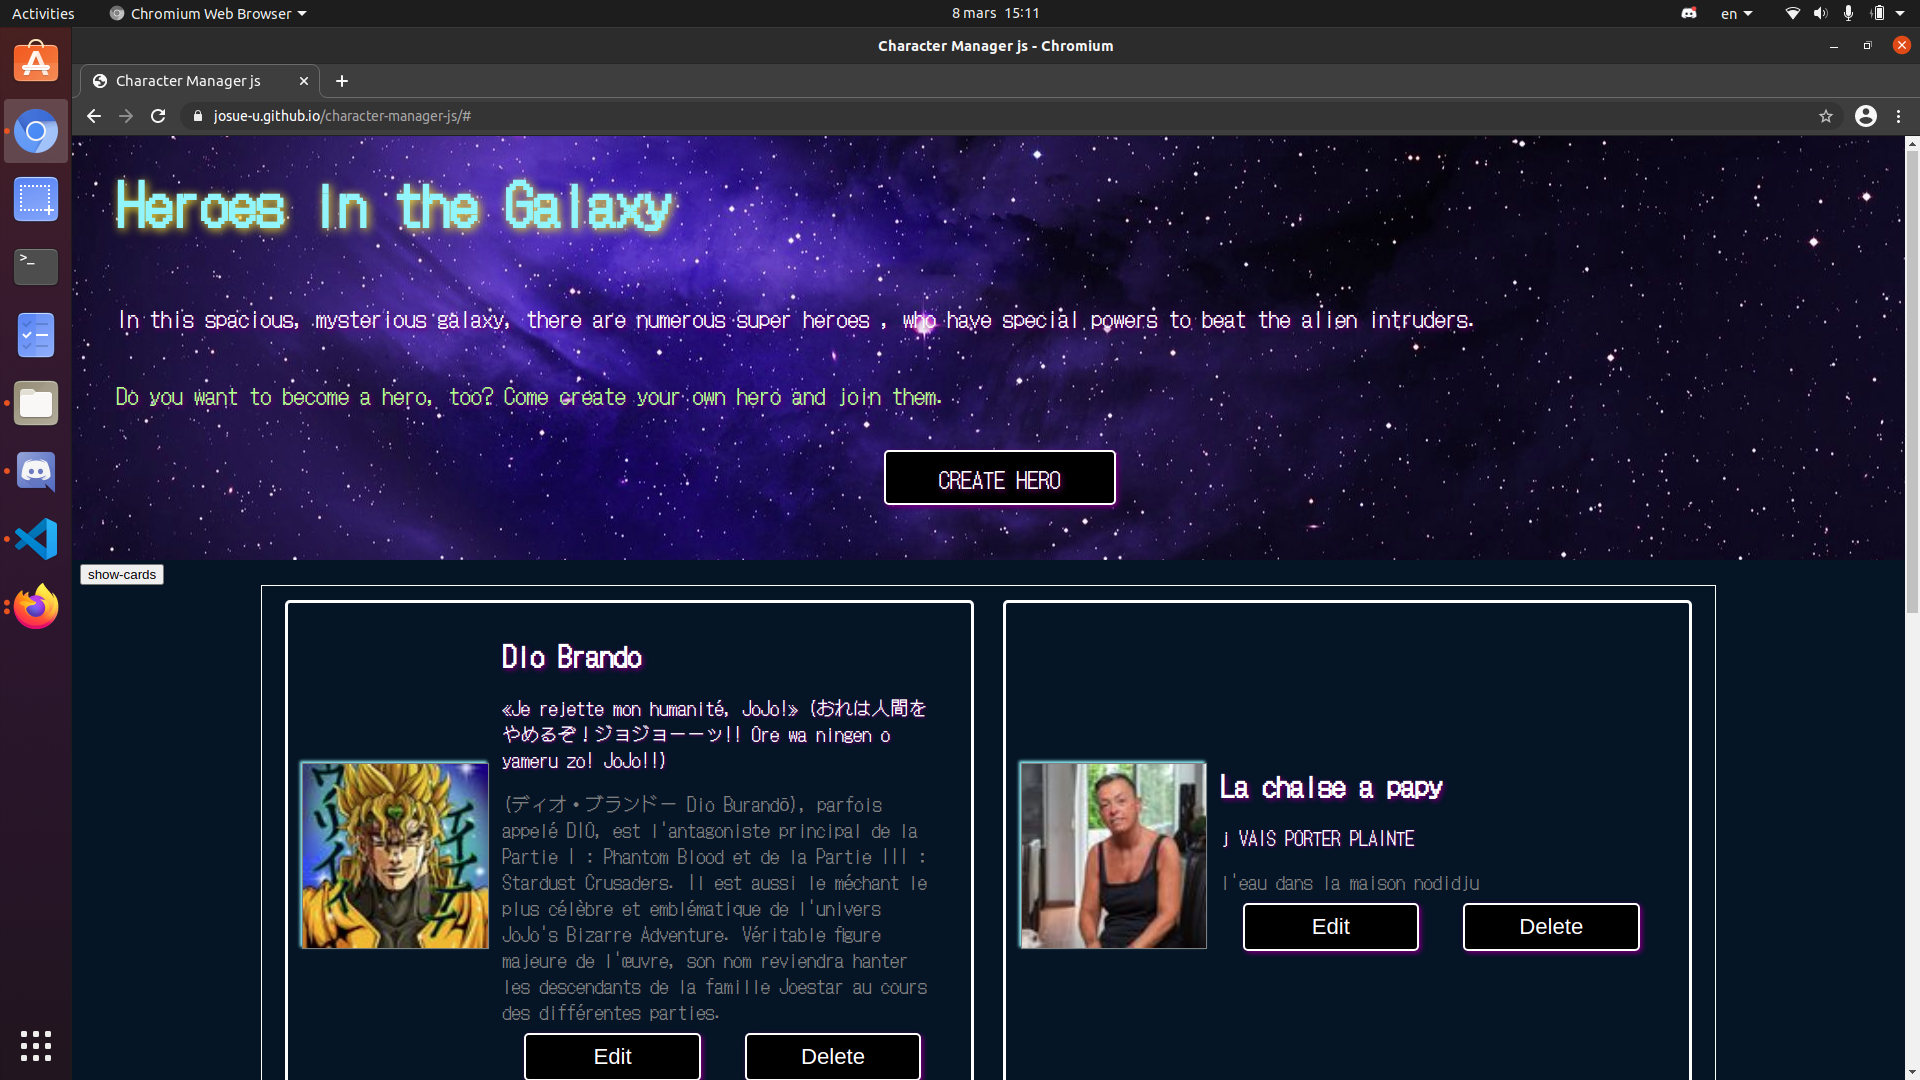 Activities
Chromium Web Browser
8 mars 15:11
en
Character Manager js - Chromium
Character Manager js
josue-u.github.io/character-manager-js/#
Heroes In the Galaxy
In this spacious, mysterious galaxy, there are numerous super heroes , who have special powers to beat the alien intruders.
Do you want to become a hero, too? Come create your own hero and join them.
CREATE HERO
show-cards
DIo Brando
«Je rejette mon humanité, JoJo!» (おれは人間を
やめるぞ！ジョジョーーッ!! Ore wa ningen o
yameru zo! JoJo!!)
(ディオ・ブランドー Dio Burandō), parfois
appelé DIO, est l'antagoniste principal de la
Partie I : Phantom Blood et de la Partie III :
Stardust Crusaders. Il est aussi le méchant le
plus célèbre et emblématique de l'univers
JoJo's Bizarre Adventure. Véritable figure
majeure de l'œuvre, son nom reviendra hanter
les descendants de la famille Joestar au cours
des différentes parties.
Edit
Delete
La chaIse a papy
j VAIS PORTER PLAINTE
l'eau dans la maison nodidju
Edit
Delete